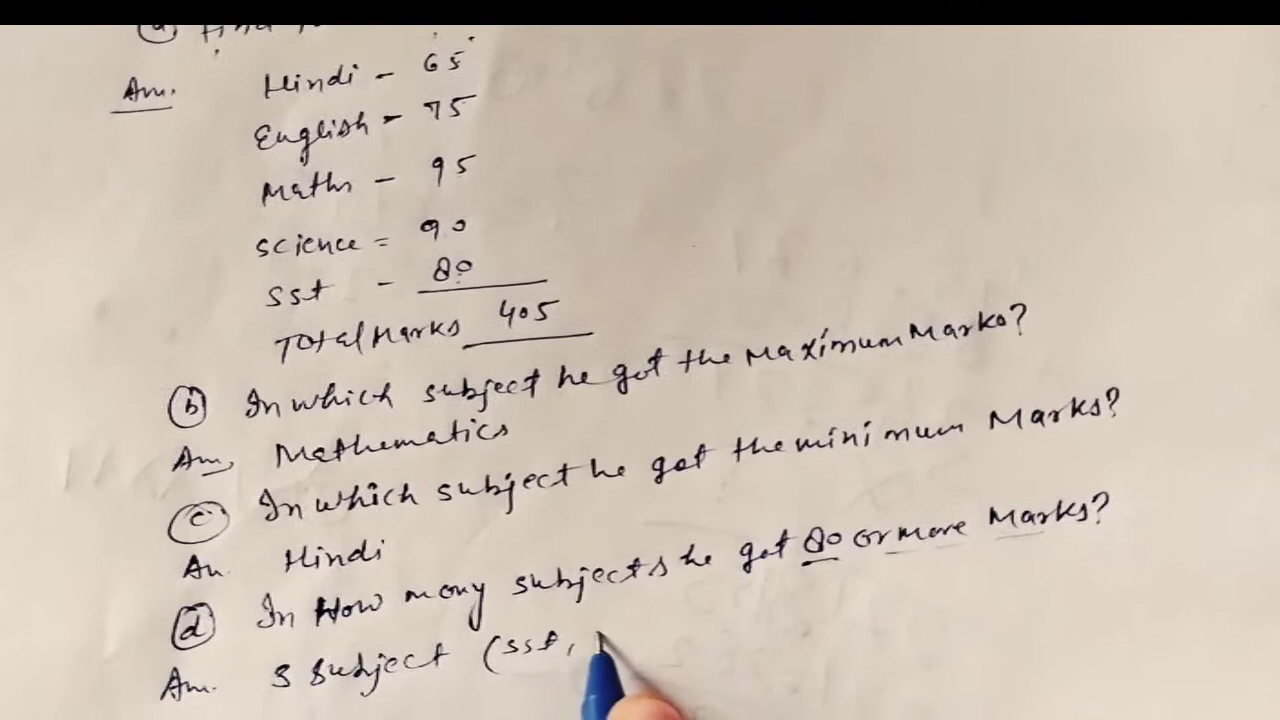 (a) Find
Ans. Hindi - 65
English - 75
Maths - 95
Science = 90
SSt - 80
Total Marks 405
(b) In which subject he got the Maximum Marks?
Ans Mathematics
(c) In which subject he got the minimum Marks?
An. Hindi
(d) In How many subjects he got 80 or more Marks?
Ans. 3 Subject (SSt,